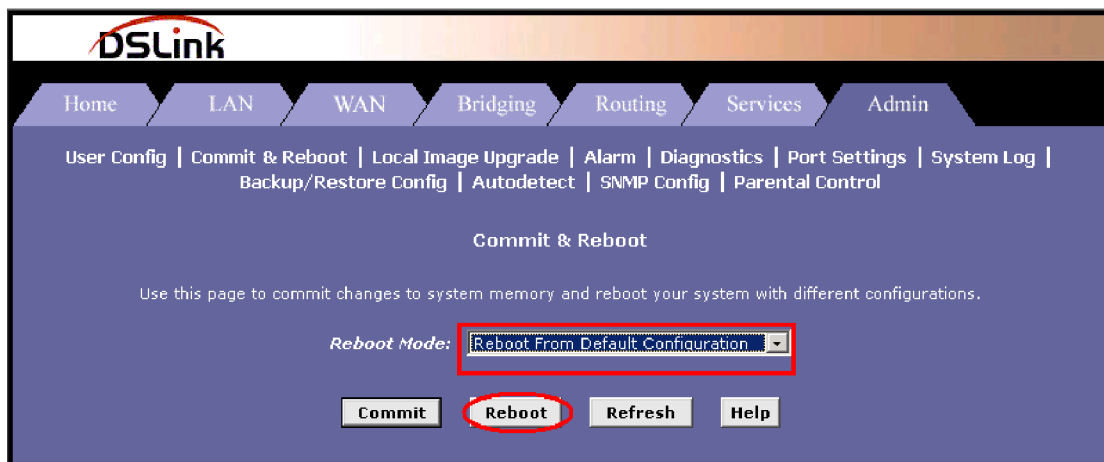 DSLink
Home LAN WAN Bridging Routing Services Admin
User Config | Commit & Reboot | Local Image Upgrade | Alarm | Diagnostics | Port Settings | System Log |
Backup/Restore Config | Autodetect | SNMP Config | Parental Control
Commit & Reboot
Use this page to commit changes to system memory and reboot your system with different configurations.
Reboot Mode: Reboot From Default Configuration
Commit Reboot Refresh Help